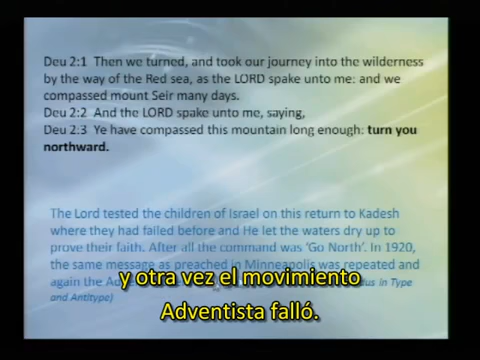 Deu 2:1 Then we turned, and took our journey into the wilderness
by the way of the Red sea, as the LORD spake unto me: and we
compassed mount Seir many days.
Deu 2:2 And the LORD spake unto me, saying,
Deu 2:3 Ye have compassed this mountain long enough: turn you
northward.
The Lord tested the children of Israel on this return to Kadesh
where they had failed before and He let the waters dry up to
prove their faith. After all the command was ‘Go North’. In 1920,
the same message as preached in Minneapolis was repeated and
again the in Type
and Antitype)
y otra vez el movimiento
Adventista falló.